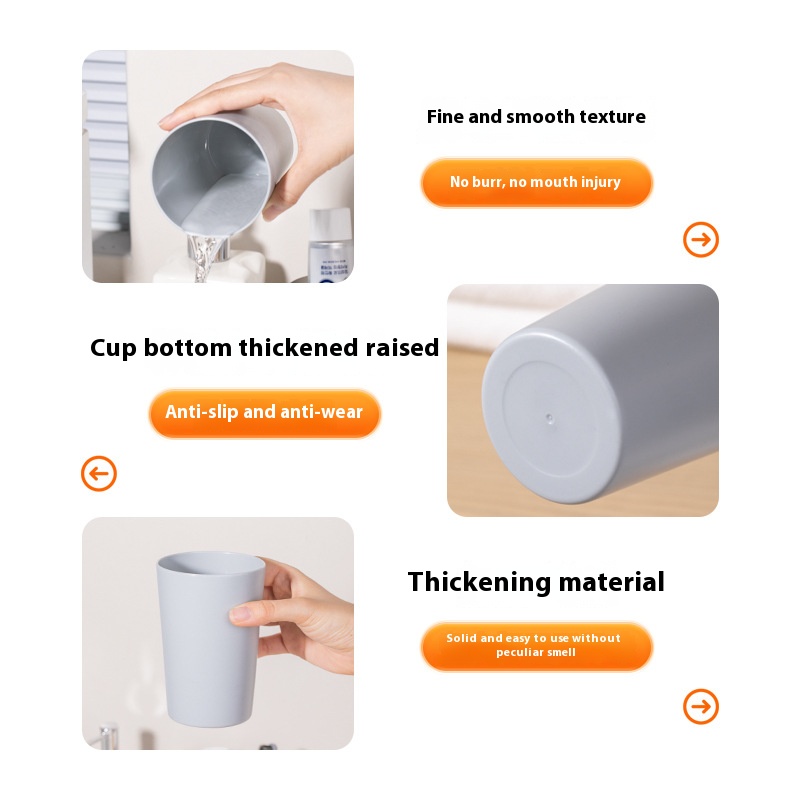 Fine and smooth texture
No burr, no mouth injury
Cup bottom thickened raised
Anti-slip and anti-wear
Thickening material
Solid and easy to use without
peculiar smell